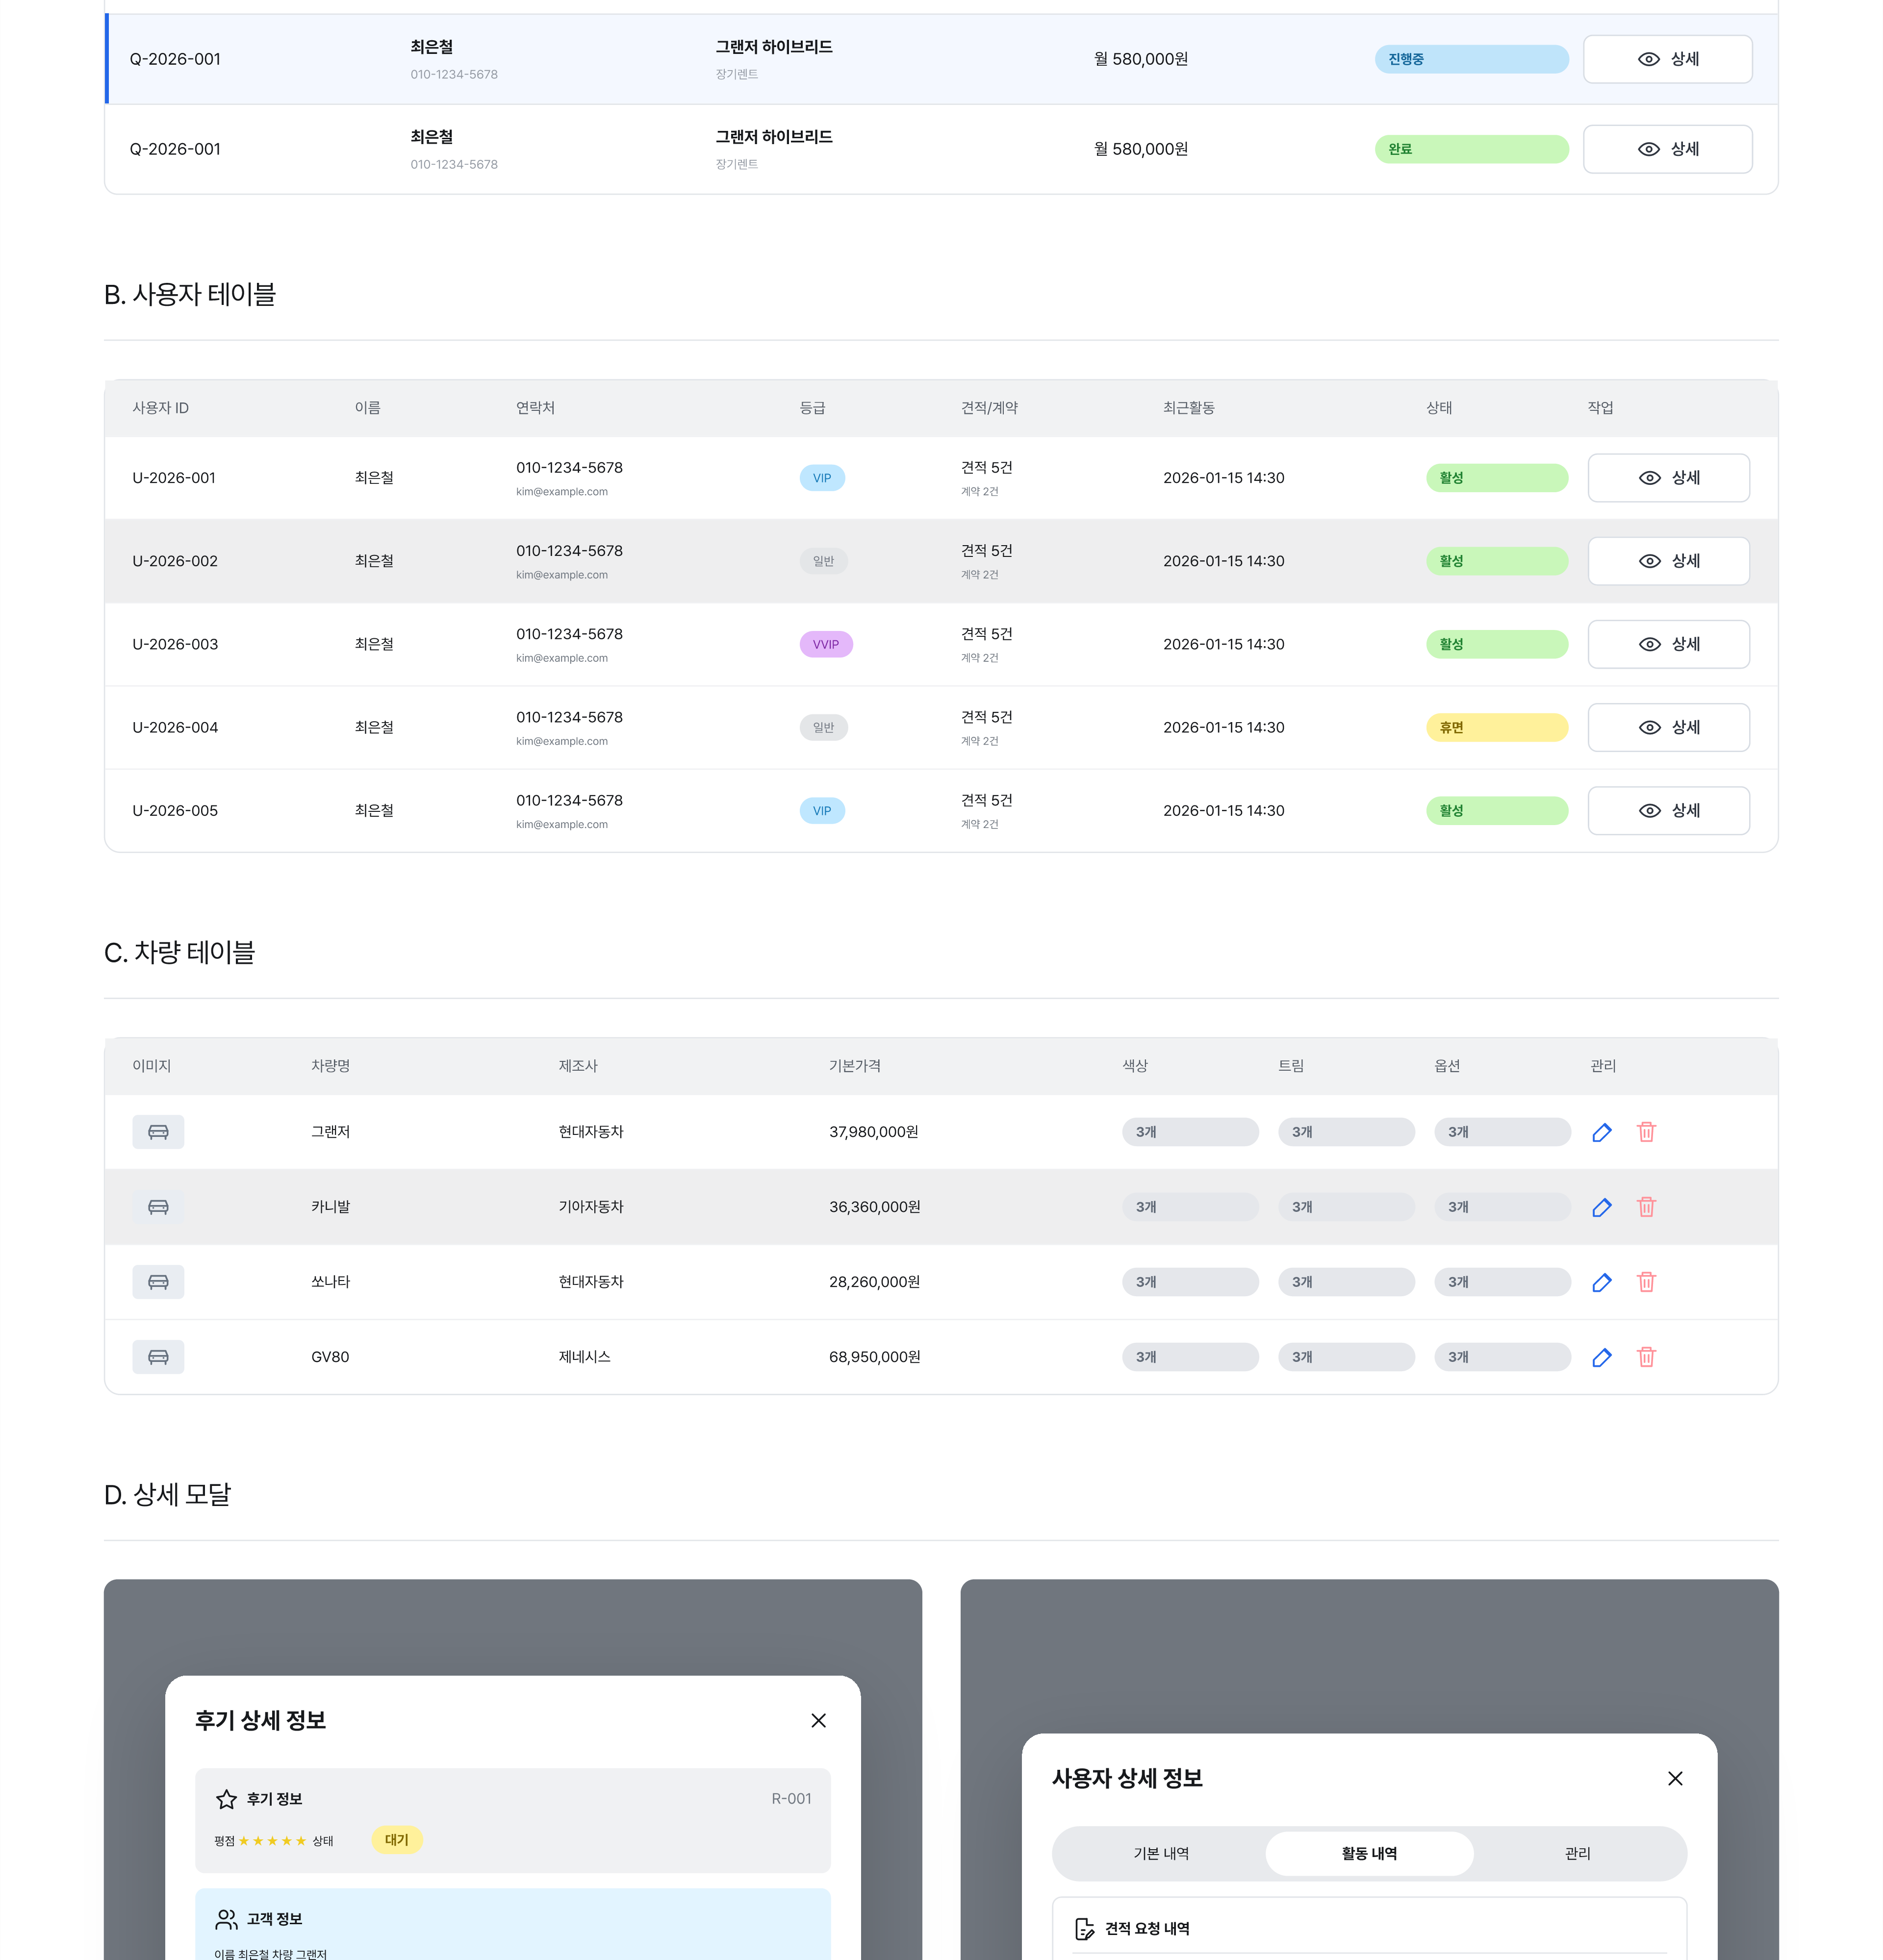 Q-2026-001 최은철 그랜저 하이브리드 월 580,000원 진행중 상세
010-1234-5678 장기렌트
Q-2026-001 최은철 그랜저 하이브리드 월 580,000원 완료 상세
010-1234-5678 장기렌트
B. 사용자 테이블
사용자 ID 이름 연락처 등급 견적/계약 최근활동 상태 작업
U-2026-001 최은철 010-1234-5678 VIP 견적 5건 2026-01-15 14:30 활성 상세
kim@example.com 계약 2건
U-2026-002 최은철 010-1234-5678 일반 견적 5건 2026-01-15 14:30 활성 상세
kim@example.com 계약 2건
U-2026-003 최은철 010-1234-5678 VVIP 견적 5건 2026-01-15 14:30 활성 상세
kim@example.com 계약 2건
U-2026-004 최은철 010-1234-5678 일반 견적 5건 2026-01-15 14:30 휴면 상세
kim@example.com 계약 2건
U-2026-005 최은철 010-1234-5678 VIP 견적 5건 2026-01-15 14:30 활성 상세
kim@example.com 계약 2건
C. 차량 테이블
이미지 차량명 제조사 기본가격 색상 트림 옵션 관리
그랜저 현대자동차 37,980,000원 3개 3개 3개
카니발 기아자동차 36,360,000원 3개 3개 3개
쏘나타 현대자동차 28,260,000원 3개 3개 3개
GV80 제네시스 68,950,000원 3개 3개 3개
D. 상세 모달
후기 상세 정보
후기 정보 R-001
평점 ★★★★★ 상태 대기
고객 정보
이름 최은철 차량 그랜저
사용자 상세 정보
기본 내역 활동 내역 관리
견적 요청 내역